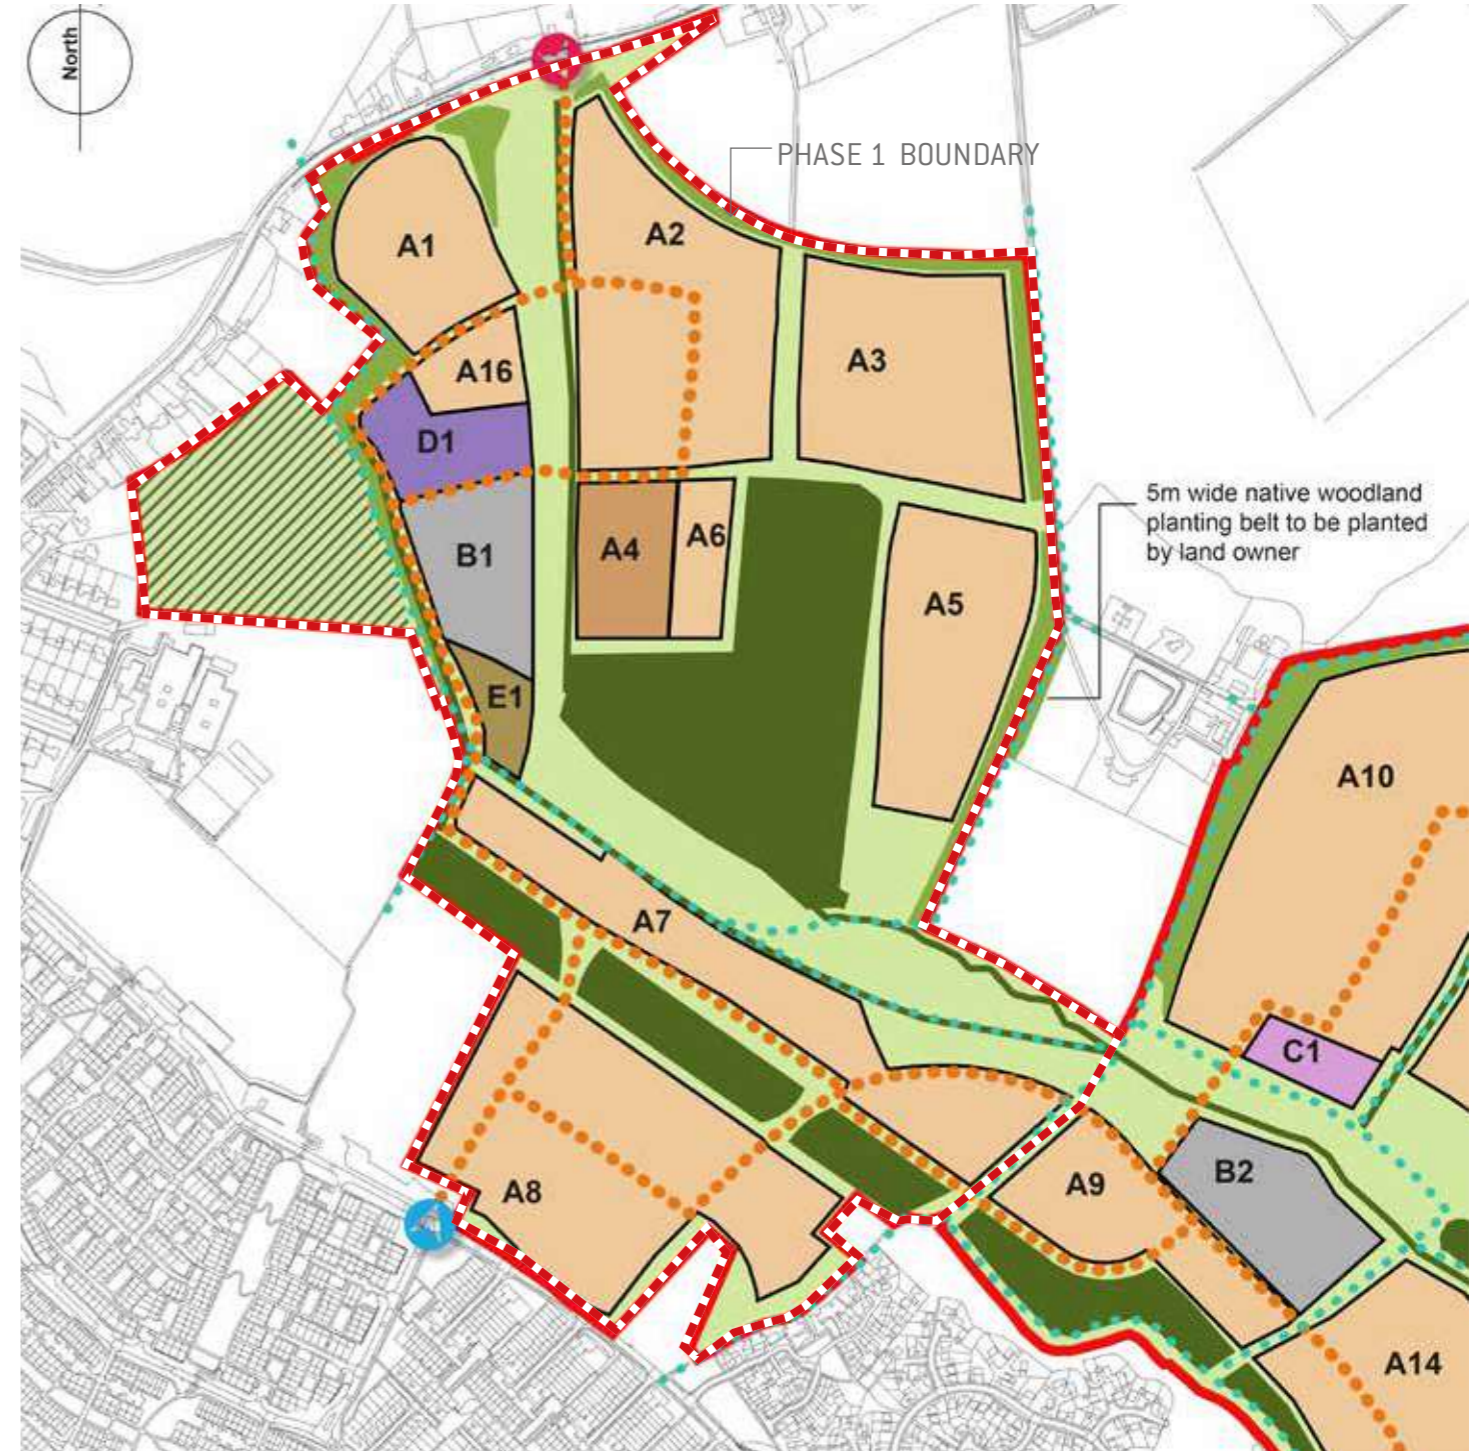 North
PHASE 1 BOUNDARY
A1
A2
A3
A16
D1
5m wide native woodland
planting belt to be planted
by land owner
B1
A4
A6
A5
E1
A10
A7
C1
A8
A9
B2
A14